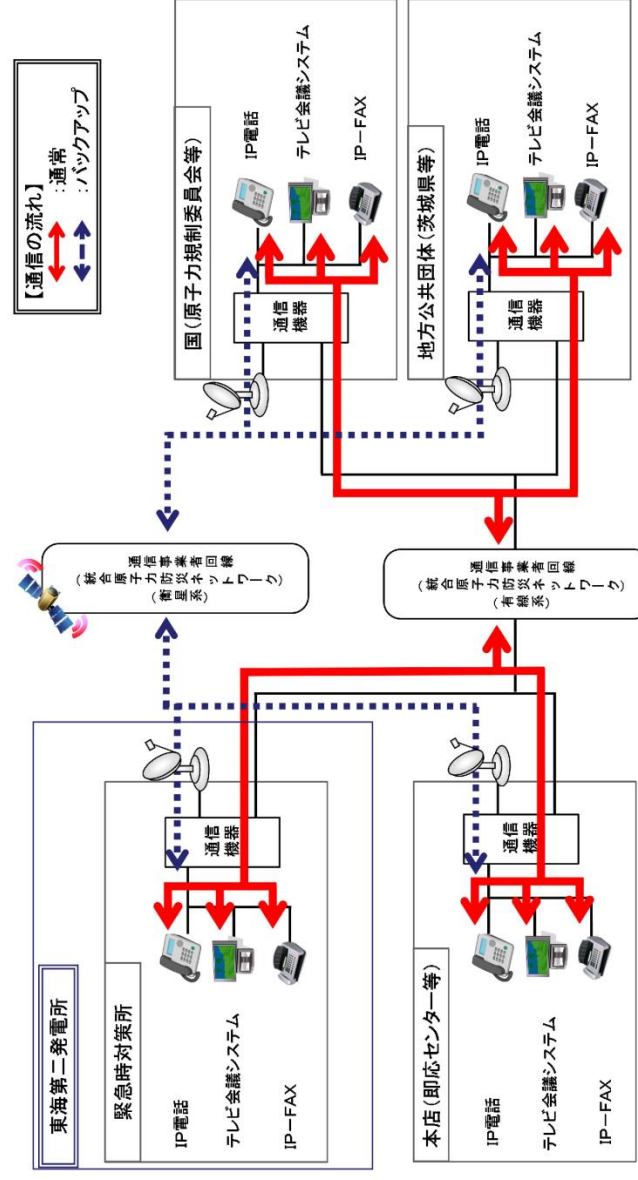 【通信の流れ】
:通常
:バックアップ
東海第二発電所
緊急時対策所
IP電話
テレビ会議システム
IP－FAX
通信
機器
本店(即応センター等)
IP電話
テレビ会議システム
IP－FAX
通信
機器
通信事業者回線
(統合原子力防災ネットワーク)
(衛星系)
通信事業者回線
(統合原子力防災ネットワーク)
(有線系)
国(原子力規制委員会等)
通信
機器
IP電話
テレビ会議システム
IP－FAX
地方公共団体(茨城県等)
通信
機器
IP電話
テレビ会議システム
IP－FAX